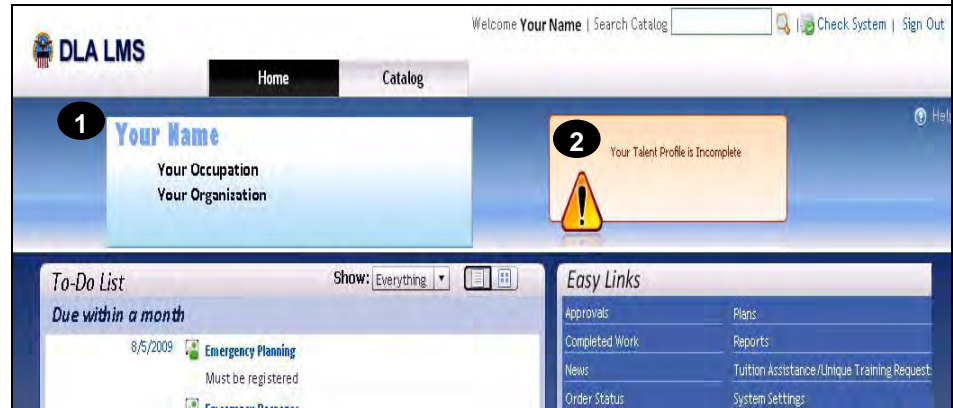 Welcome Your Name | Search Catalog
Check System | Sign Out
DLA LMS
Home
Catalog
1
Your Name
Your Occupation
Your Organization
2
Your Talent Profile is Incomplete
To-Do List
Show: Everything
Due within a month
8/5/2009 Emergency Planning
Must be registered
Easy Links
Approvals
Plans
Completed Work
Reports
News
Tuition Assistance/Unique Training Request
Order Status
System Settings